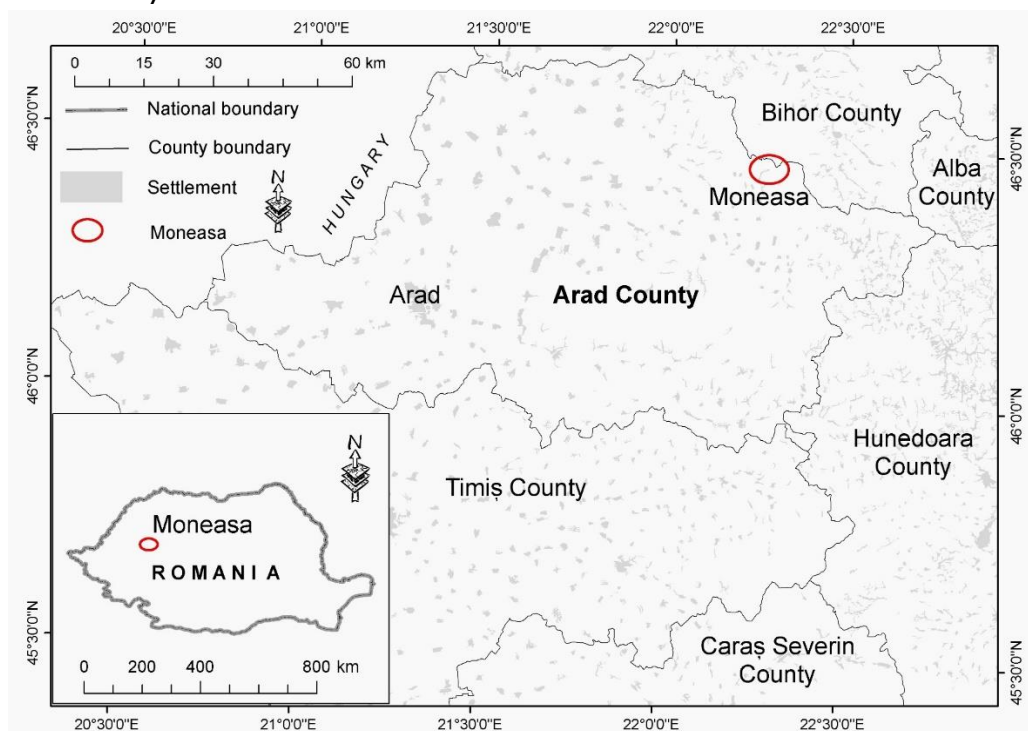 20°30'0"E 21°0'0"E 21°30'0"E 22°0'0"E 22°30'0"E
0 15 30 60 km
National boundary
County boundary
Settlement
Moneasa
N
HUNGARY
46°30'0"N
46°30'0"N
Bihor County
Alba
County
Moneasa
Arad
Arad County
46°0'0"N
46°0'0"N
Hunedoara
County
Timiș County
Caraș Severin
County
N
Moneasa
ROMANIA
0 200 400 800 km
45°30'0"N
45°30'0"N
20°30'0"E 21°0'0"E 21°30'0"E 22°0'0"E 22°30'0"E